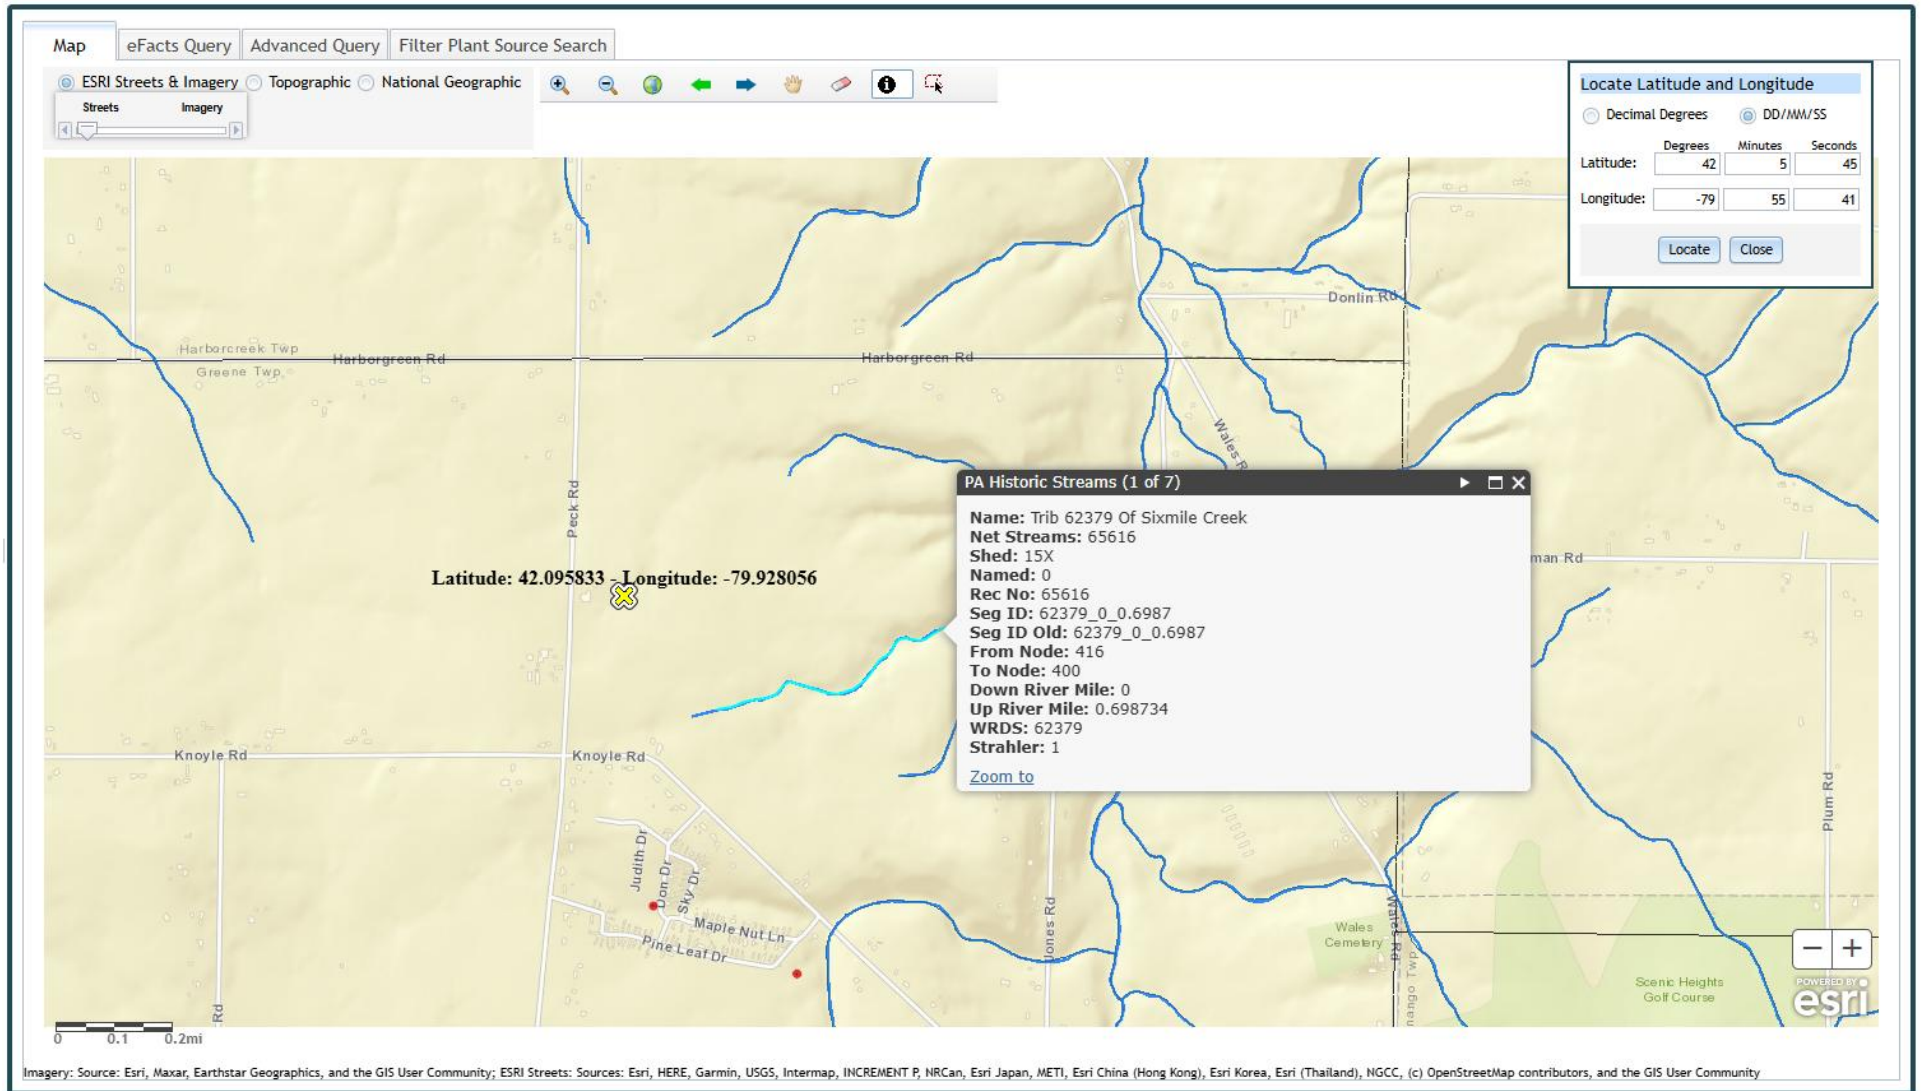 Map eFacts Query Advanced Query Filter Plant Source Search
ESRI Streets & Imagery Topographic National Geographic
Streets Imagery
Locate Latitude and Longitude
Decimal Degrees DD/MM/SS
Degrees Minutes Seconds
Latitude: 42 5 45
Longitude: -79 55 41
Locate Close
Donlin Rd
Harborcreek Twp
Harborgreen Rd
Harborgreen Rd
Greene Twp
Wales R
Peck Rd
PA Historic Streams (1 of 7)
Name: Trib 62379 Of Sixmile Creek
Net Streams: 65616
Shed: 15X
Named: 0
Rec No: 65616
Seg ID: 62379_0_0.6987
Seg ID Old: 62379_0_0.6987
From Node: 416
To Node: 400
Down River Mile: 0
Up River Mile: 0.698734
WRDS: 62379
Strahler: 1
Zoom to
man Rd
Latitude: 42.095833 - Longitude: -79.928056
Knoyle Rd
Knoyle Rd
Plum Rd
Judith Dr
Don Dr
Sky Dr
Maple Nut Ln
Pine Leaf Dr
Jones Rd
Wales Rd
Wales
Cemetery
nango Twp
Scenic Heights
Golf Course
Rd
POWERED BY
esri
0 0.1 0.2mi
Imagery: Source: Esri, Maxar, Earthstar Geographics, and the GIS User Community; ESRI Streets: Sources: Esri, HERE, Garmin, USGS, Intermap, INCREMENT P, NRCan, Esri Japan, METI, Esri China (Hong Kong), Esri Korea, Esri (Thailand), NGCC, (c) OpenStreetMap contributors, and the GIS User Community